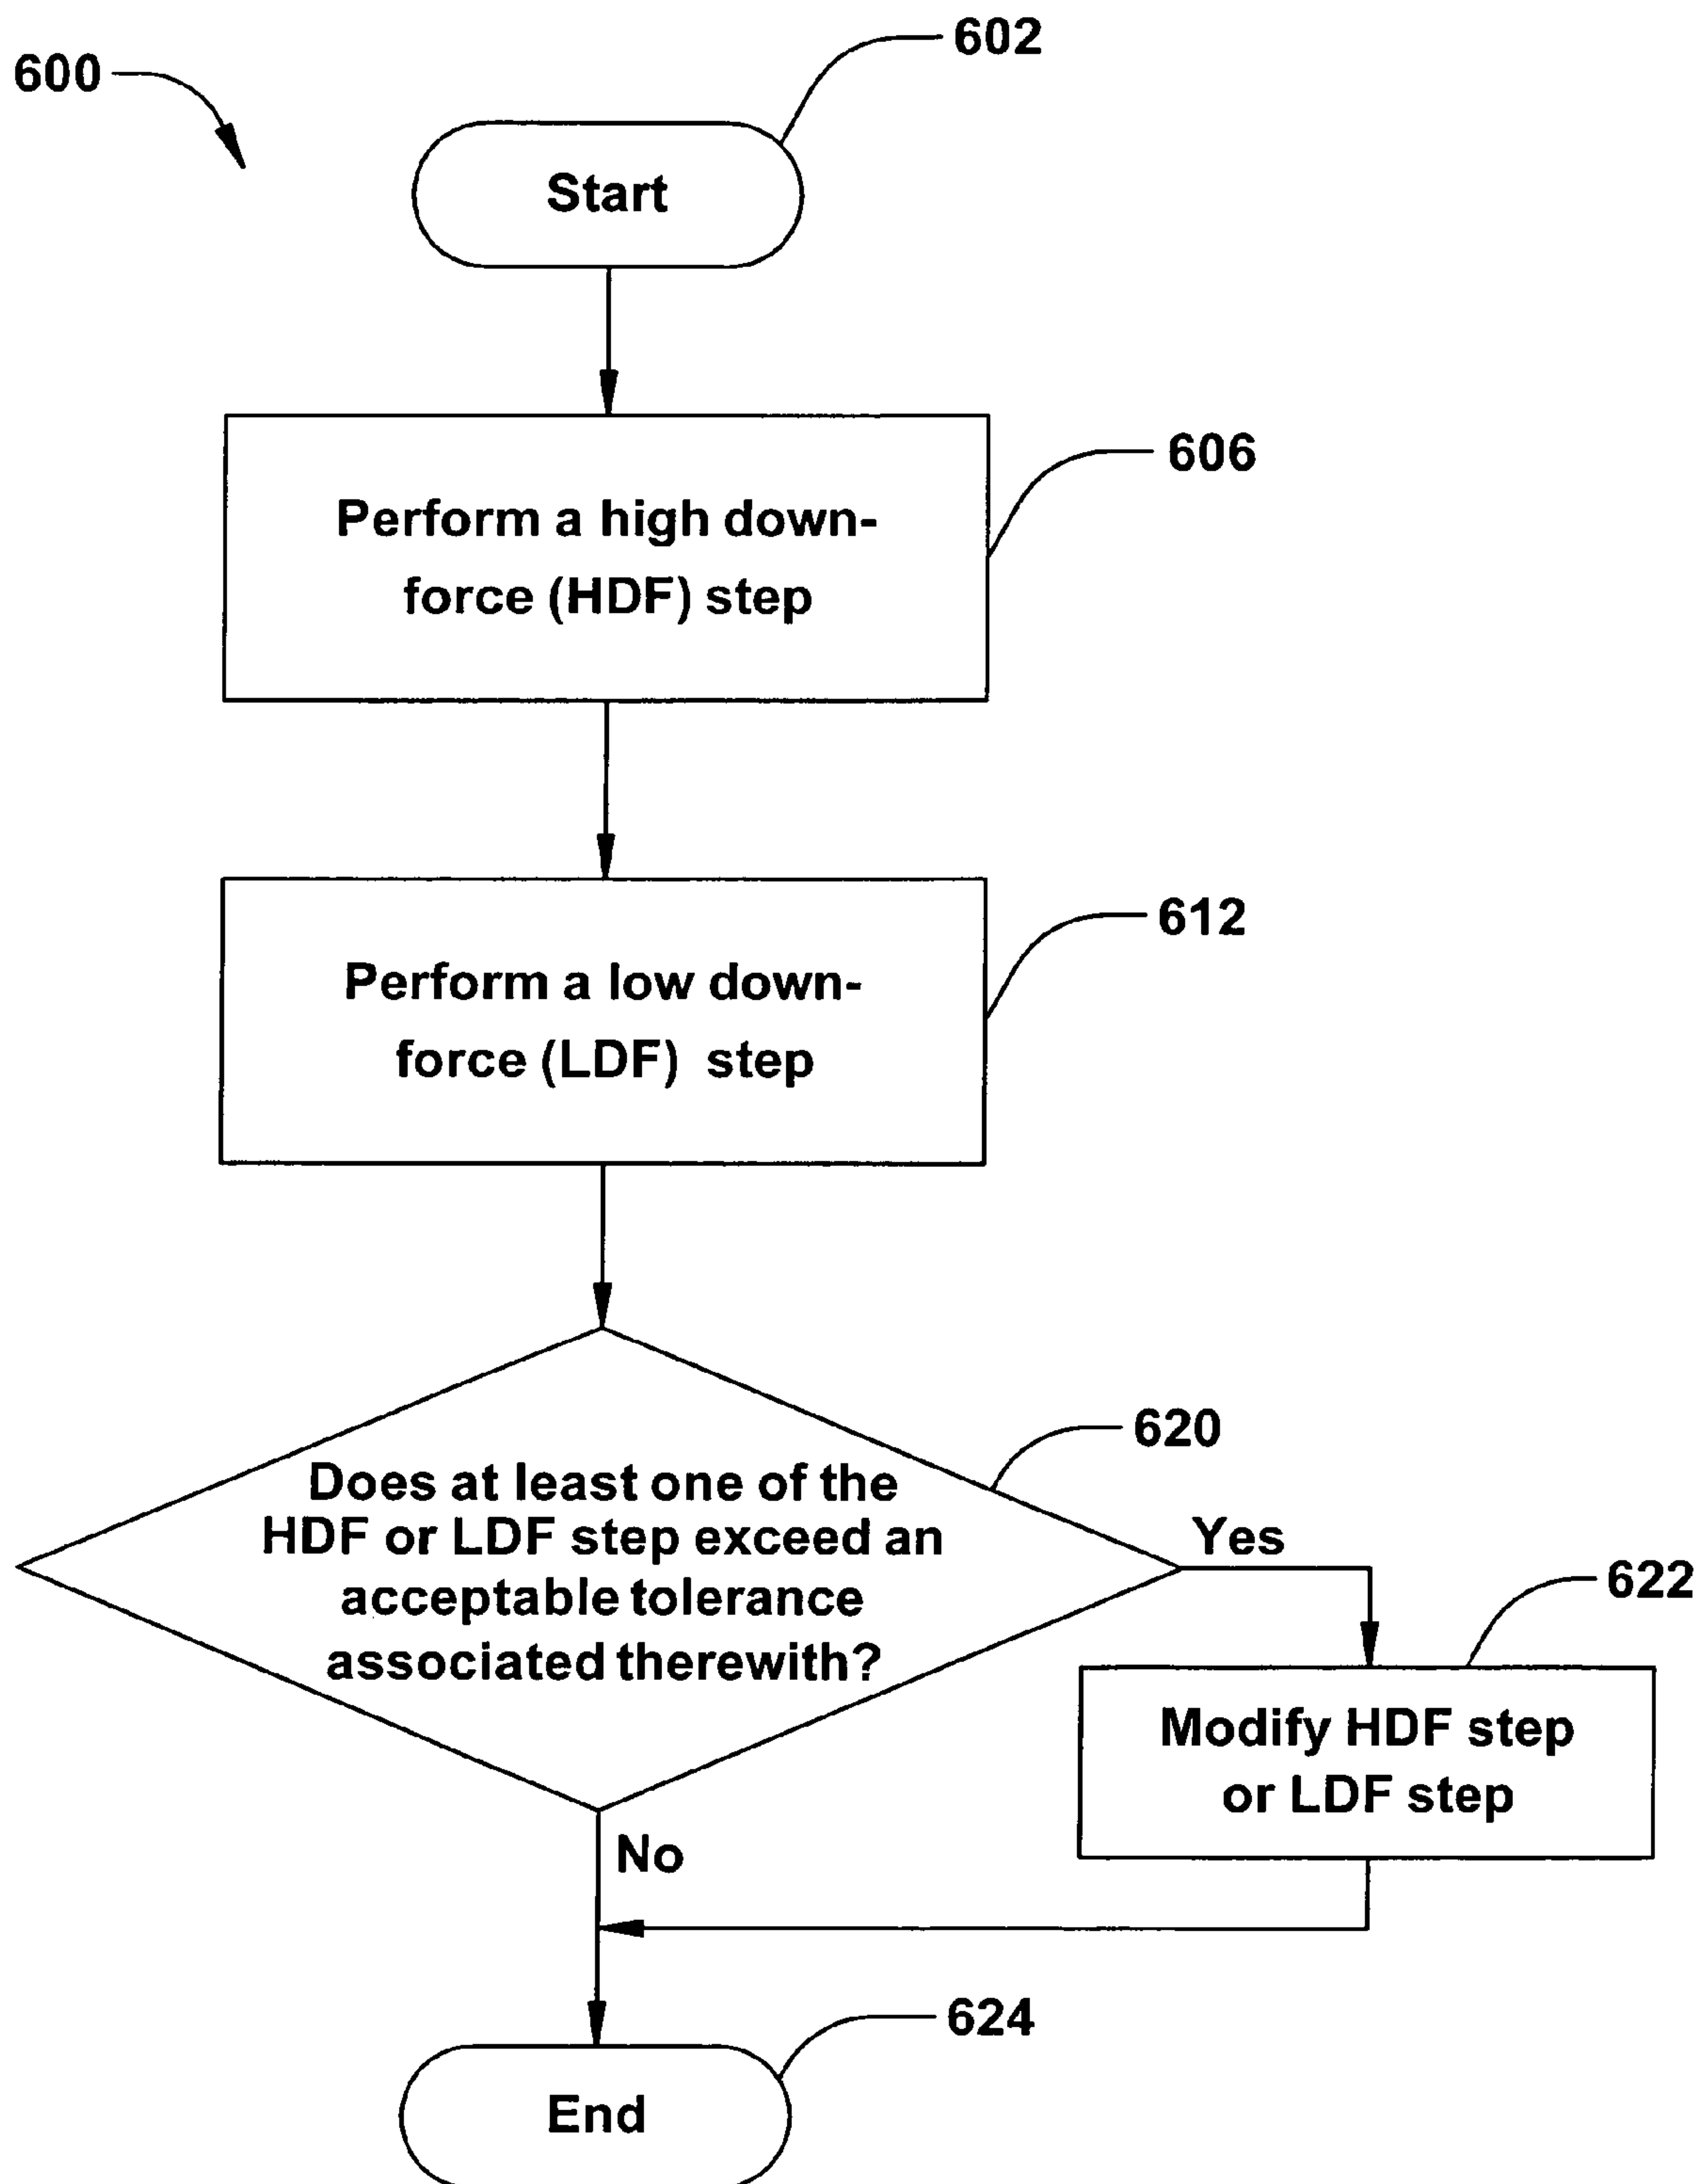 602
600
Start
606
Perform a high down-
force (HDF) step
612
Perform a low down-
force (LDF) step
620
Does at least one of the
HDF or LDF step exceed an
acceptable tolerance
associated therewith?
Yes
622
Modify HDF step
or LDF step
No
624
End